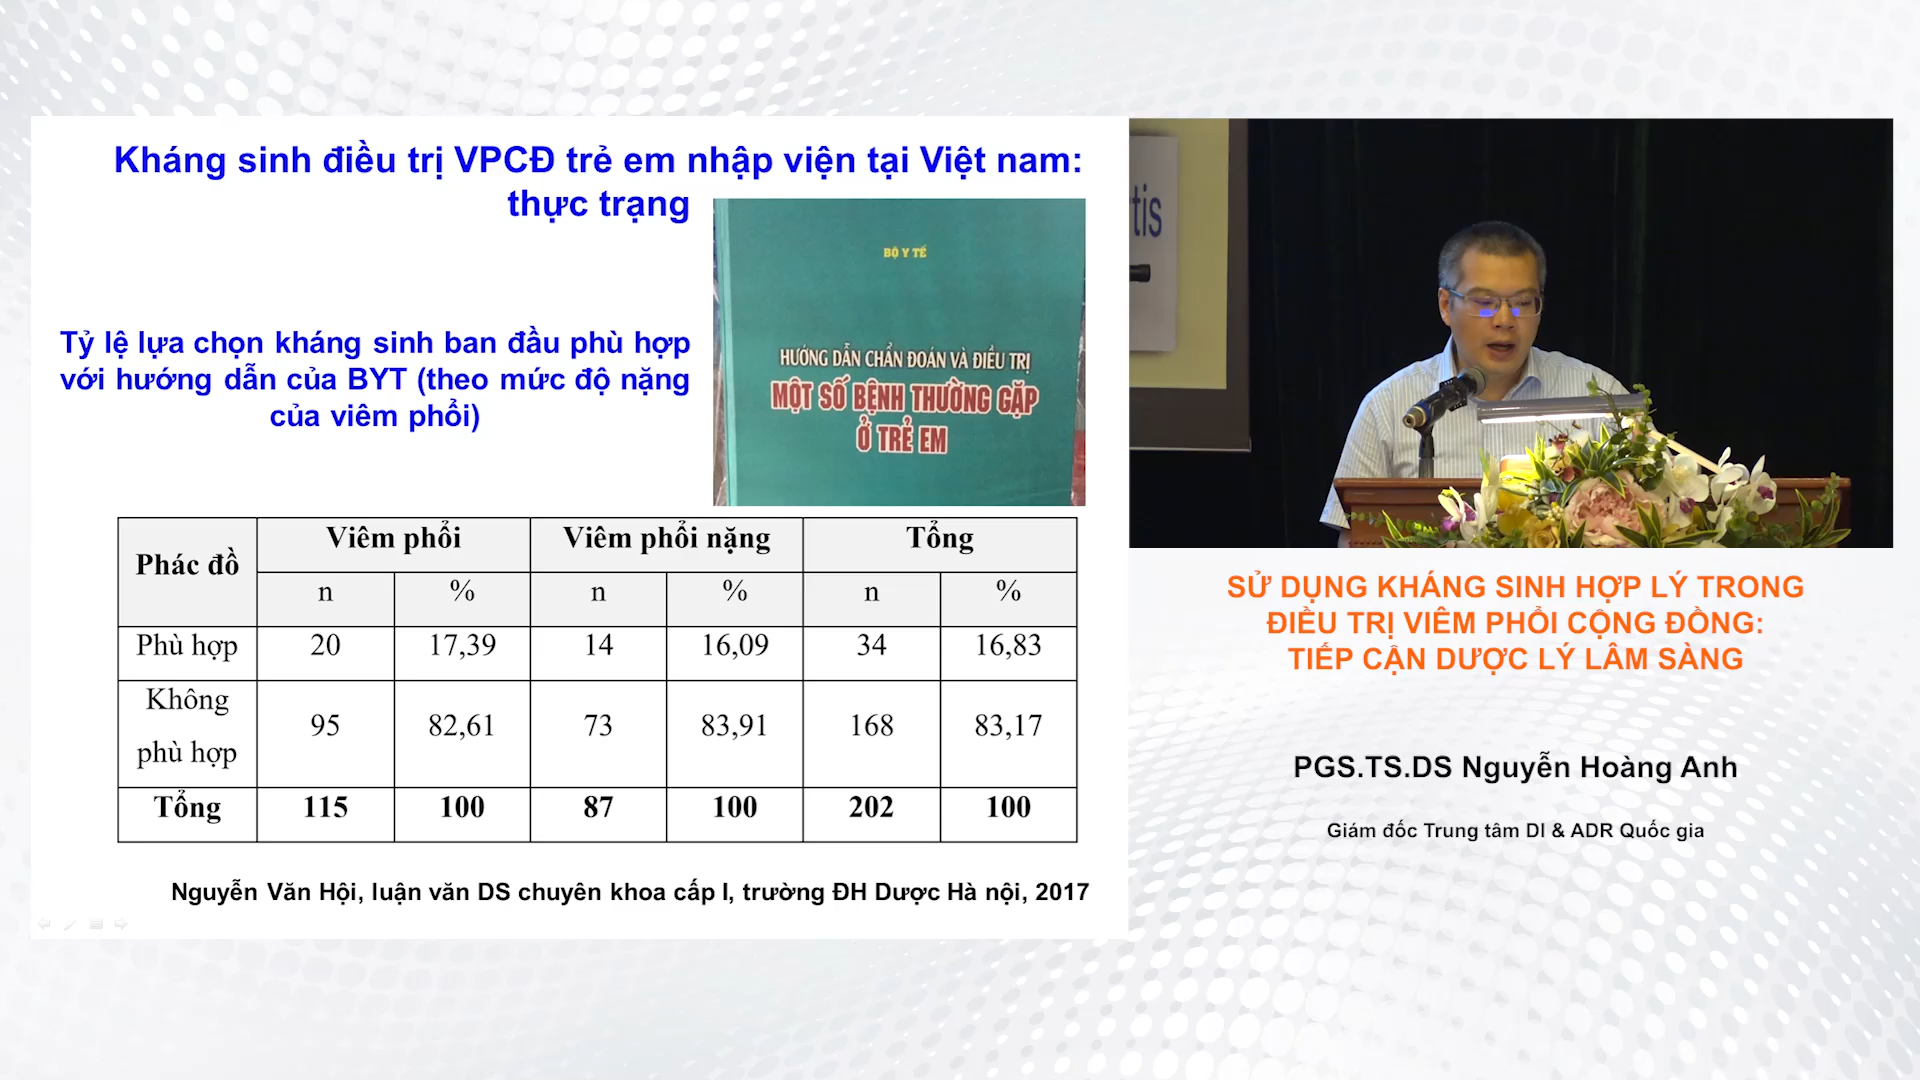 Kháng sinh điều trị VPCĐ trẻ em nhập viện tại Việt nam:
thực trạng
BỘ Y TẾ
HƯỚNG DẪN CHẨN ĐOÁN VÀ ĐIỀU TRỊ
MỘT SỐ BỆNH THƯỜNG GẶP
Ở TRẺ EM
Tỷ lệ lựa chọn kháng sinh ban đầu phù hợp
với hướng dẫn của BYT (theo mức độ nặng
của viêm phổi)
Phác đồ Viêm phổi Viêm phổi nặng Tổng
n % n % n %
Phù hợp 20 17,39 14 16,09 34 16,83
Không phù hợp 95 82,61 73 83,91 168 83,17
Tổng 115 100 87 100 202 100
Nguyễn Văn Hội, luận văn DS chuyên khoa cấp I, trường ĐH Dược Hà nội, 2017
tis
SỬ DỤNG KHÁNG SINH HỢP LÝ TRONG
ĐIỀU TRỊ VIÊM PHỔI CỘNG ĐỒNG:
TIẾP CẬN DƯỢC LÝ LÂM SÀNG
PGS.TS.DS Nguyễn Hoàng Anh
Giám đốc Trung tâm DI & ADR Quốc gia